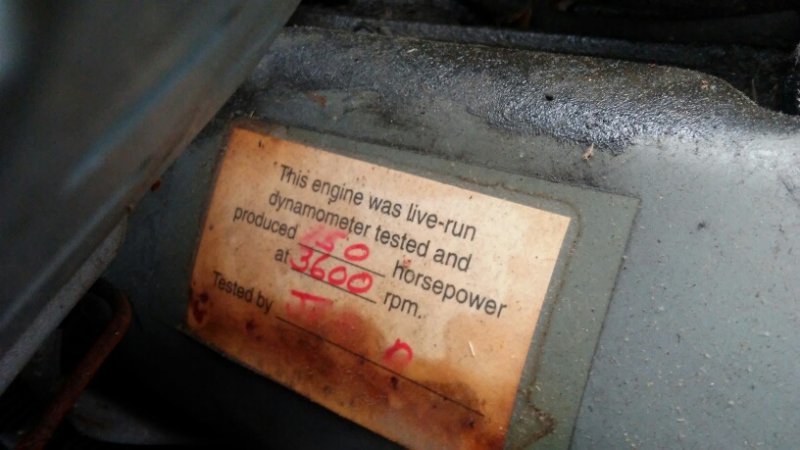 This engine was live-run
dynamometer tested and
produced 150 horsepower
at 3600 rpm.
Tested by